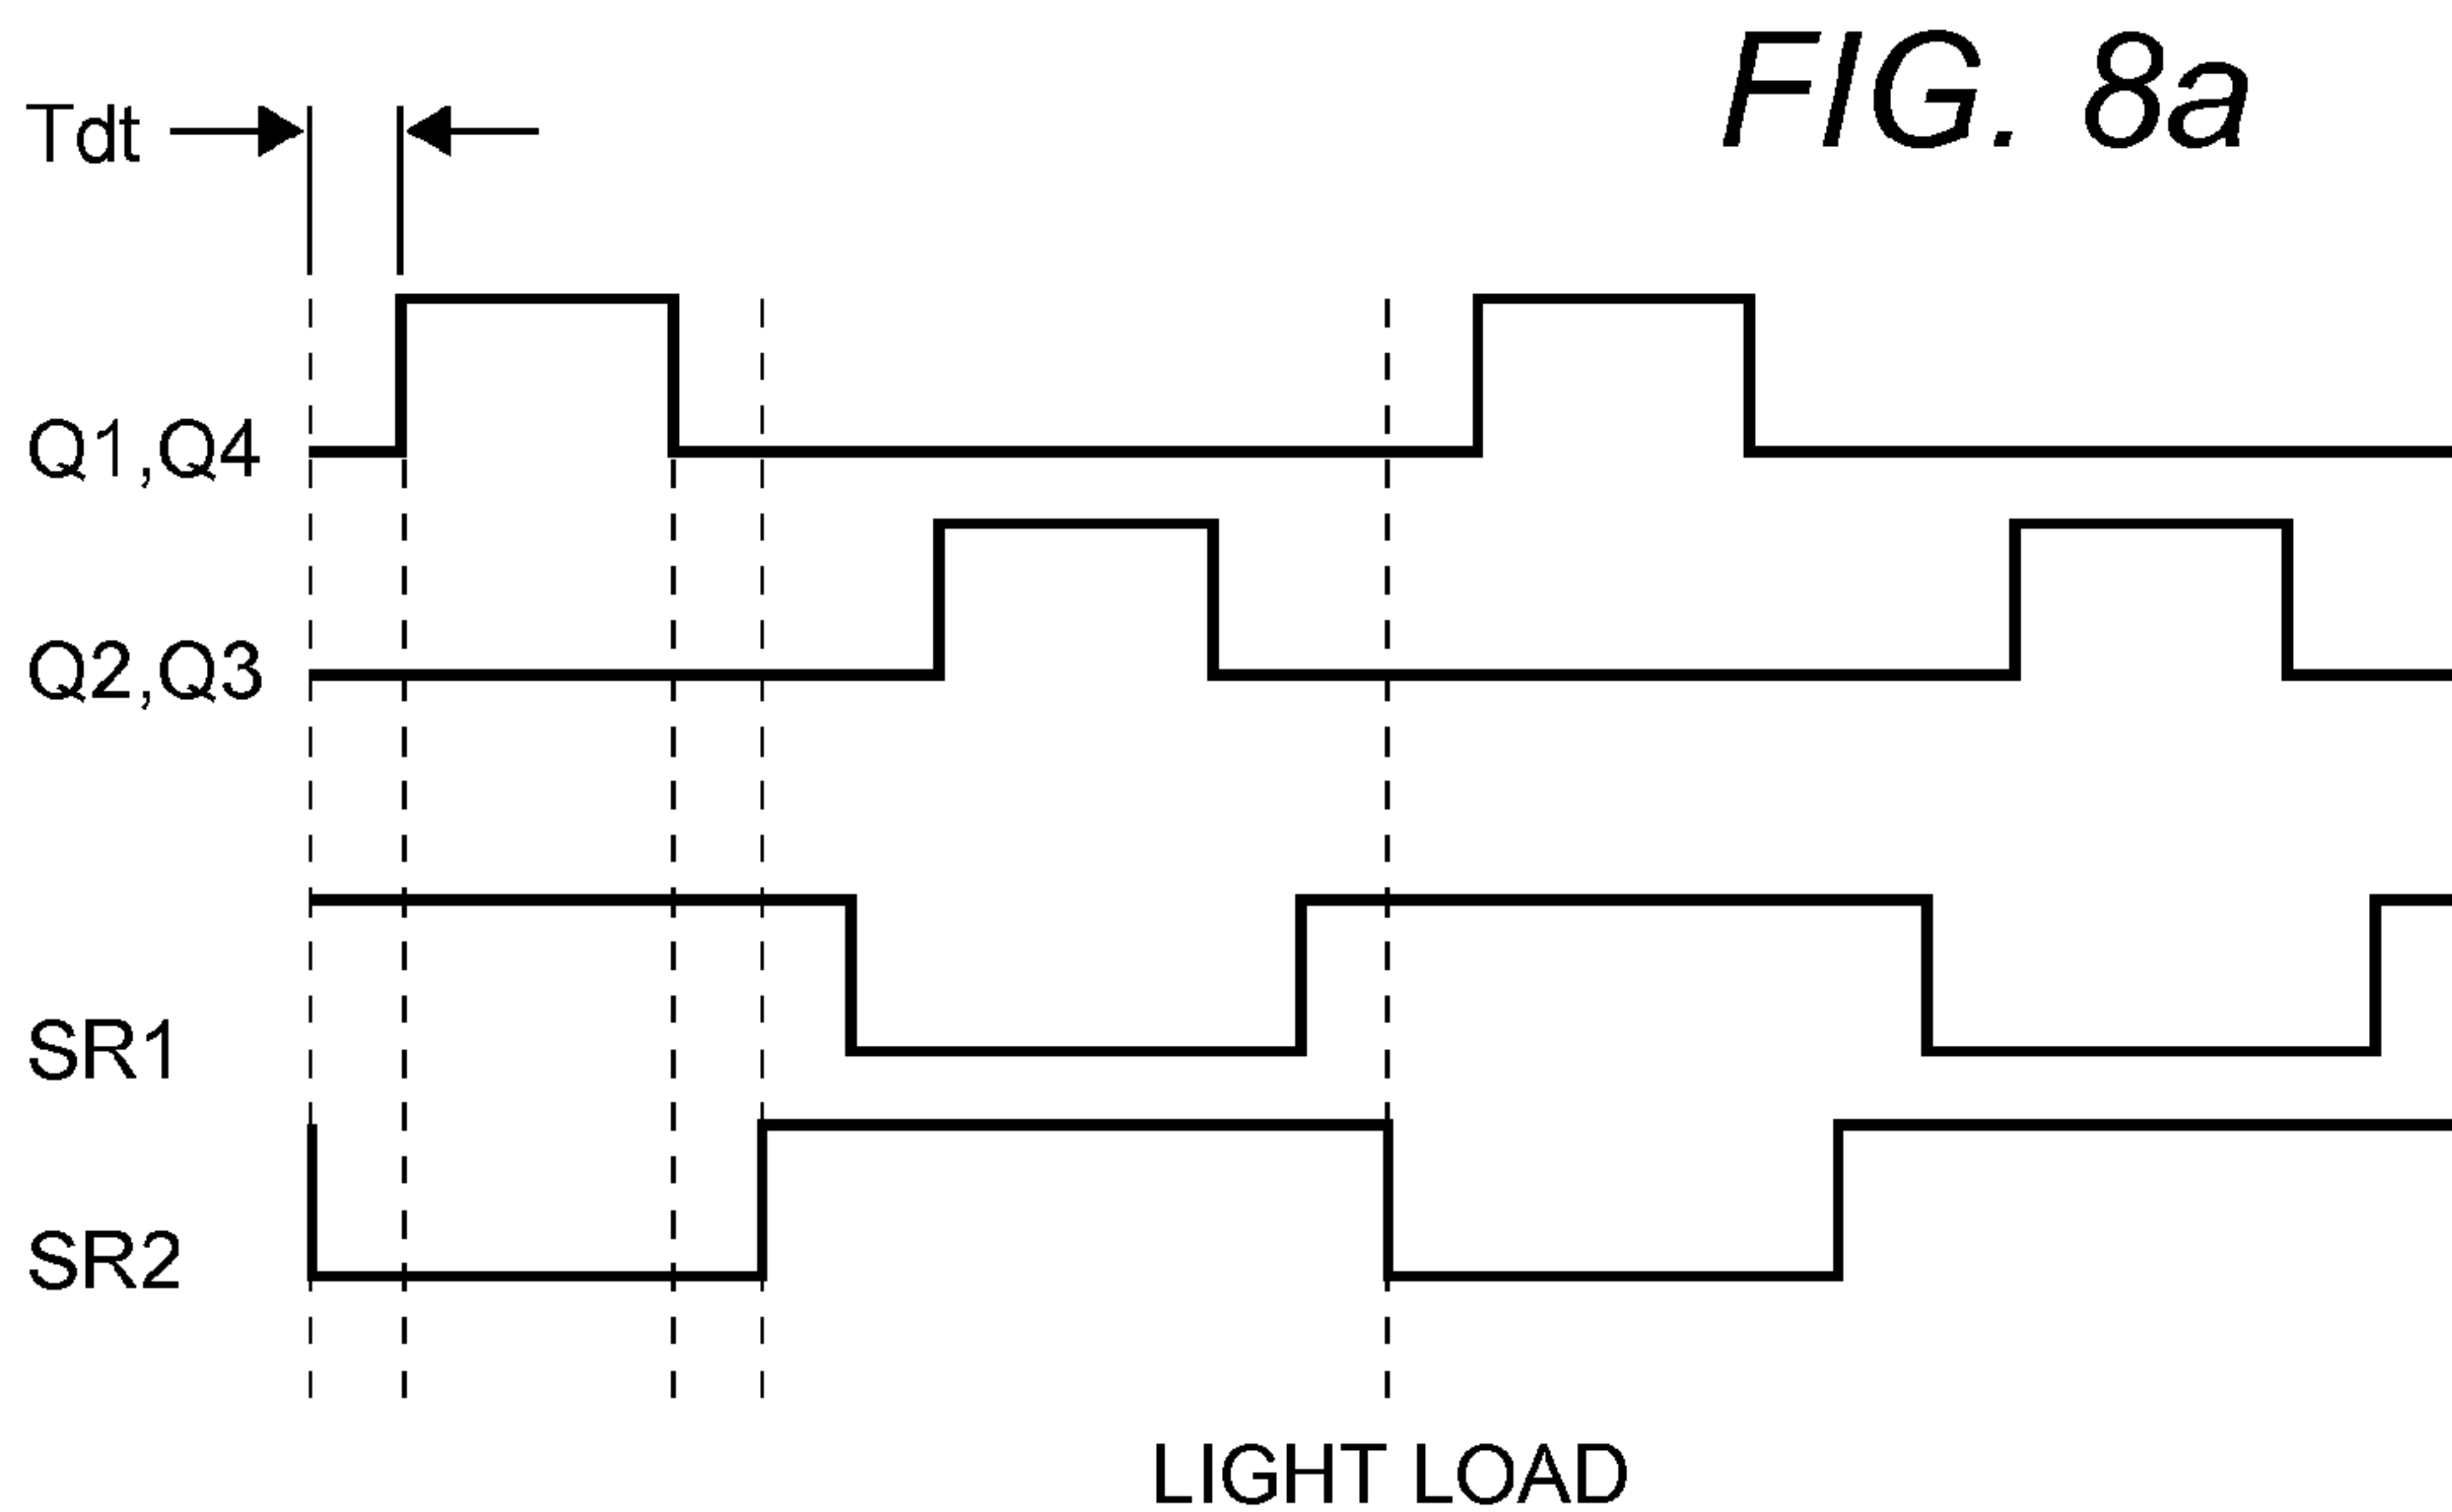 FIG. 8a
Tdt
Q1,Q4
Q2,Q3
SR1
SR2
LIGHT LOAD